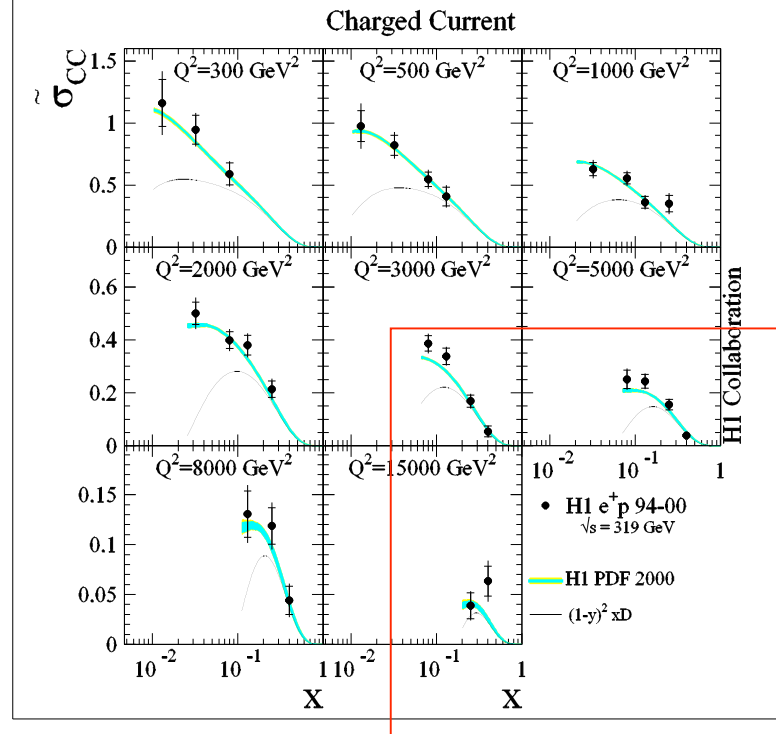 Charged Current
σ̃CC
Q²=300 GeV²
Q²=500 GeV²
Q²=1000 GeV²
1.5
1
0.5
0
Q²=2000 GeV²
Q²=3000 GeV²
Q²=5000 GeV²
0.6
0.4
0.2
0
H1 Collaboration
Q²=8000 GeV²
Q²=15000 GeV²
10⁻² 10⁻¹ 1
0.15
0.1
0.05
0
H1 e⁺p 94-00
√s = 319 GeV
H1 PDF 2000
(1-y)² xD
10⁻² 10⁻¹ 1 10⁻² 10⁻¹ 1
x x